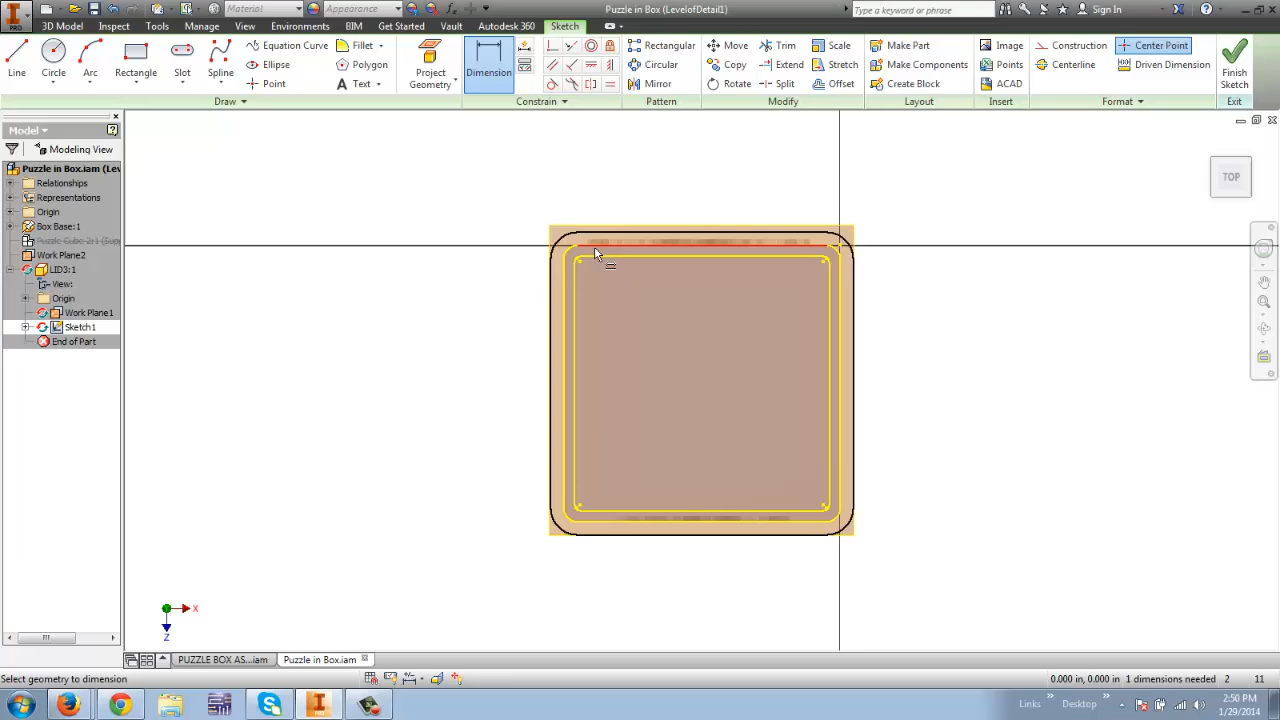 PRO
Material
Appearance
Puzzle in Box (LevelofDetail1)
Type a keyword or phrase
Sign In
3D Model
Inspect
Tools
Manage
View
Environments
BIM
Get Started
Vault
Autodesk 360
Sketch
Line
Circle
Arc
Rectangle
Slot
Spline
Equation Curve
Ellipse
Point
Fillet
Polygon
Text
Project Geometry
Dimension
Rectangular
Circular
Mirror
Move
Copy
Rotate
Trim
Extend
Split
Scale
Stretch
Offset
Make Part
Make Components
Create Block
Image
Points
ACAD
Construction
Centerline
Center Point
Driven Dimension
Finish Sketch
Draw
Constrain
Pattern
Modify
Layout
Insert
Format
Exit
Model
Modeling View
Puzzle in Box.iam (Lev
Relationships
Representations
Origin
Box Base:1
Puzzle Cube 2:1 (Sup
Work Plane2
LID3:1
View:
Origin
Work Plane1
Sketch1
End of Part
TOP
X
Z
PUZZLE BOX AS...iam
Puzzle in Box.iam
Select geometry to dimension
0.000 in, 0.000 in
1 dimensions needed
2
11
Links
Desktop
2:50 PM
1/29/2014